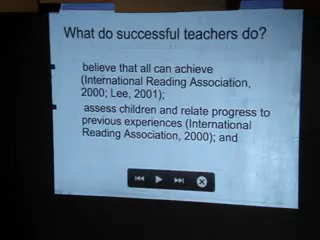 What do successful teachers do?
believe that all can achieve
(International Reading Association,
2000; Lee, 2001);
assess children and relate progress to
previous experiences (International
Reading Association, 2000); and